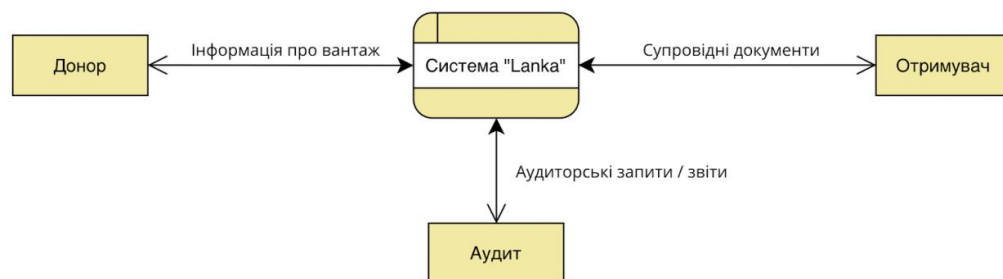 Інформація про вантаж
Супровідні документи
Донор
Система "Lanka"
Отримувач
Аудиторські запити / звіти
Аудит